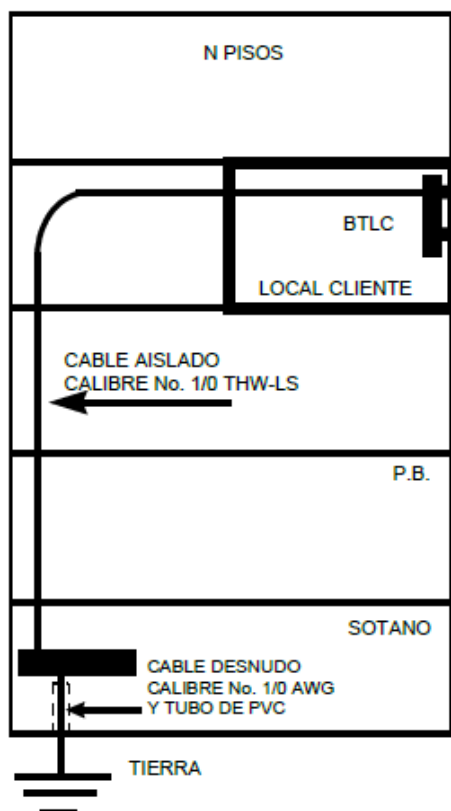 N PISOS
BTLC
LOCAL CLIENTE
CABLE AISLADO
CALIBRE No. 1/0 THW-LS
P.B.
SOTANO
CABLE DESNUDO
CALIBRE No. 1/0 AWG
Y TUBO DE PVC
TIERRA